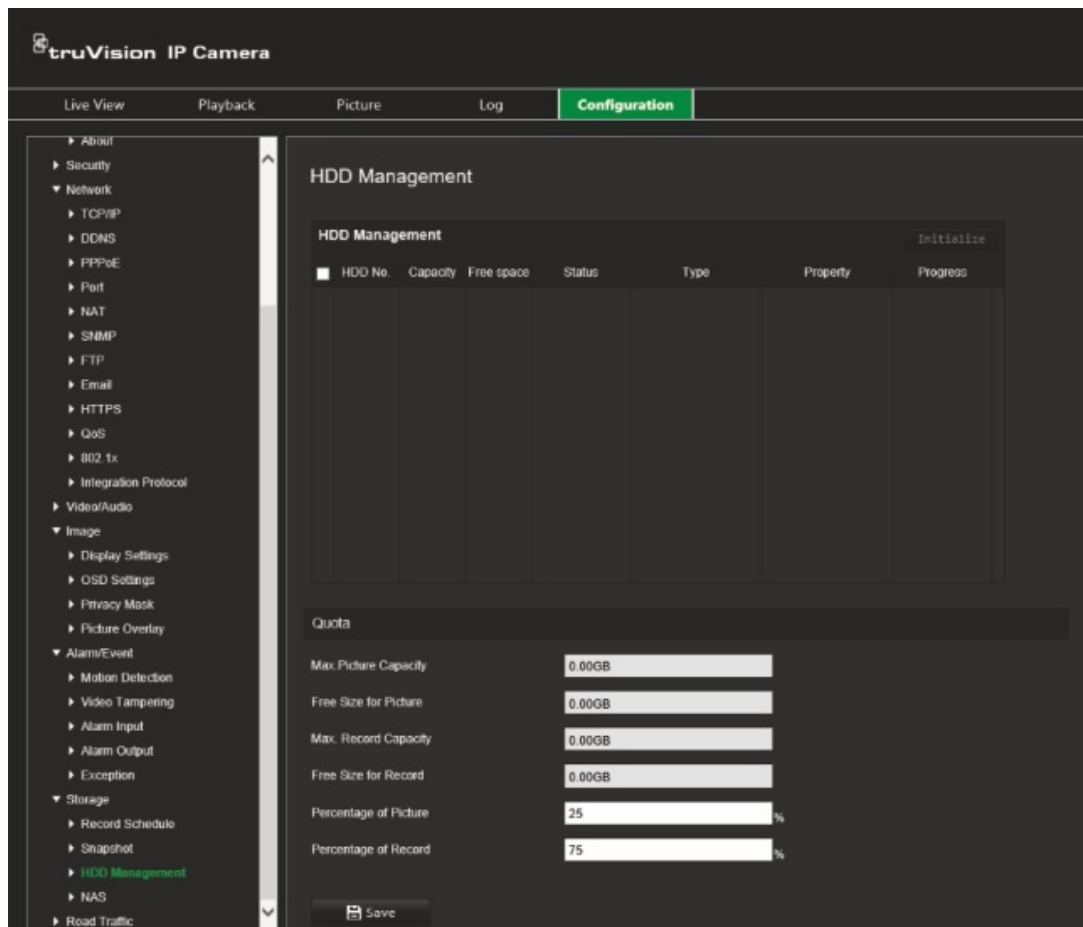 truVision IP Camera
Live View Playback Picture Log Configuration
About
Security
Network
TCP/IP
DDNS
PPPoE
Port
NAT
SNMP
FTP
Email
HTTPS
QoS
802.1x
Integration Protocol
Video/Audio
Image
Display Settings
OSD Settings
Privacy Mask
Picture Overlay
Alarm/Event
Motion Detection
Video Tampering
Alarm Input
Alarm Output
Exception
Storage
Record Schedule
Snapshot
HDD Management
NAS
Road Traffic
HDD Management
HDD Management Initialize
HDD No. Capacity Free space Status Type Property Progress
Quota
Max.Picture Capacity 0.00GB
Free Size for Picture 0.00GB
Max. Record Capacity 0.00GB
Free Size for Record 0.00GB
Percentage of Picture 25 %
Percentage of Record 75 %
Save